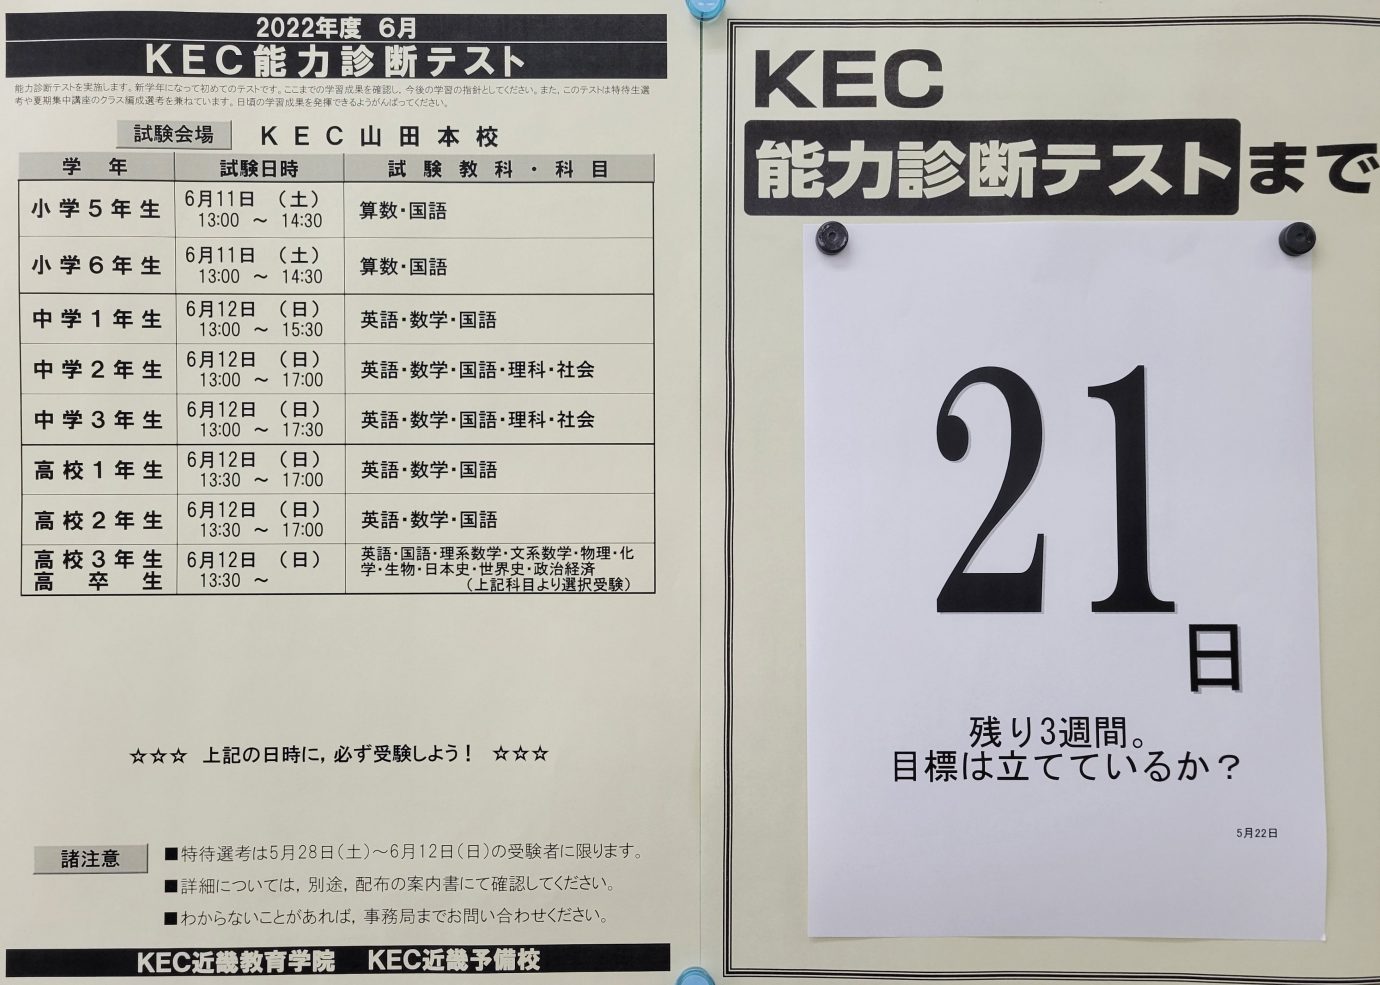 2022年度 6月
KEC能力診断テスト
能力診断テストを実施します。新学年になって初めてのテストです。ここまでの学習成果を確認し、今後の学習の指針としてください。また、このテストは特待生選
考や夏期集中講座のクラス編成選考を兼ねています。日頃の学習成果を発揮できるようがんばってください。
試験会場 KEC山田本校
学年 試験日時 試験教科・科目
小学5年生 6月11日 (土) 13:00 ~ 14:30 算数・国語
小学6年生 6月11日 (土) 13:00 ~ 14:30 算数・国語
中学1年生 6月12日 (日) 13:00 ~ 15:30 英語・数学・国語
中学2年生 6月12日 (日) 13:00 ~ 17:00 英語・数学・国語・理科・社会
中学3年生 6月12日 (日) 13:00 ~ 17:30 英語・数学・国語・理科・社会
高校1年生 6月12日 (日) 13:30 ~ 17:00 英語・数学・国語
高校2年生 6月12日 (日) 13:30 ~ 17:00 英語・数学・国語
高校3年生
高卒生
6月12日 (日)
13:30 ~
英語・国語・理系数学・文系数学・物理・化
学・生物・日本史・世界史・政治経済
(上記科目より選択受験)
☆☆☆ 上記の日時に,必ず受験しよう! ☆☆☆
諸注意
■特待選考は5月28日(土)~6月12日(日)の受験者に限ります。
■詳細については,別途,配布の案内書にて確認してください。
■わからないことがあれば,事務局までお問い合わせください。
KEC近畿教育学院 KEC近畿予備校
KEC
能力診断テストまで
21
日
残り3週間。
目標は立てているか?
5月22日